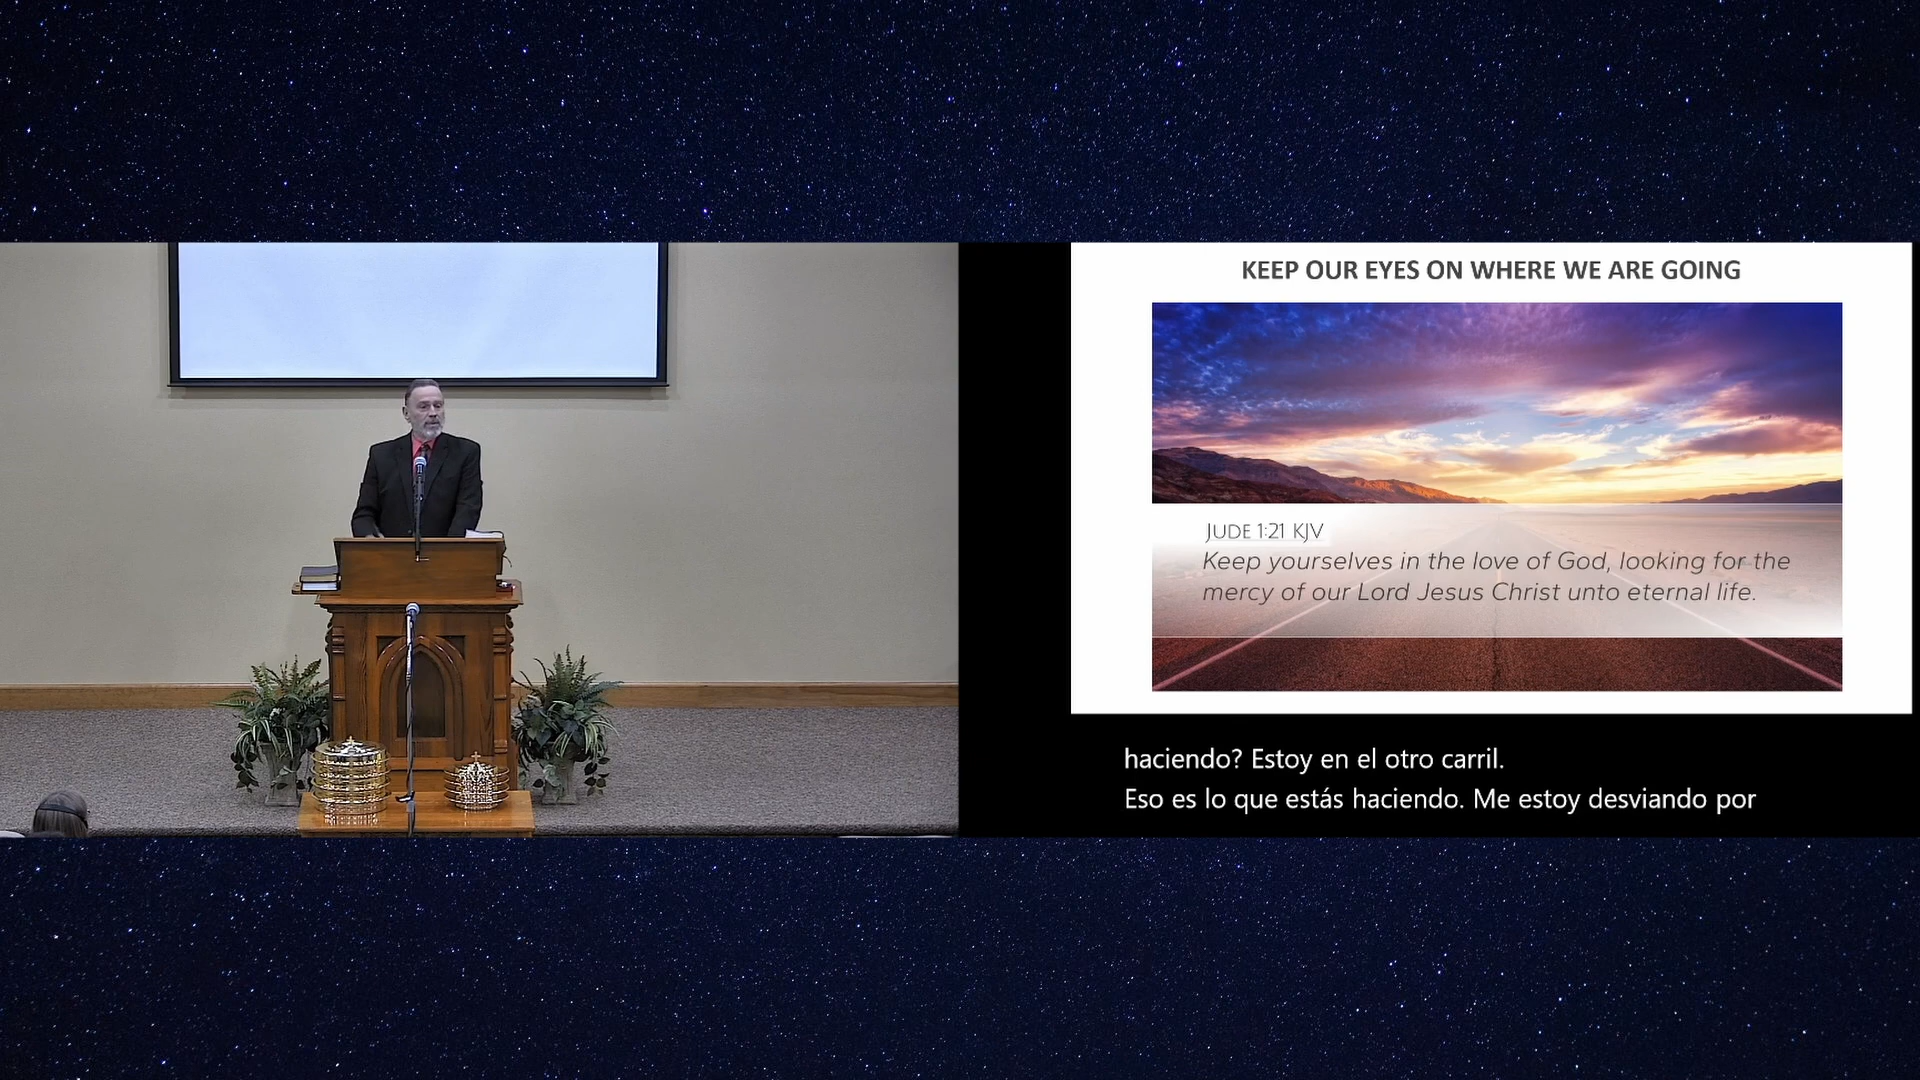 KEEP OUR EYES ON WHERE WE ARE GOING
JUDE 1:21 KJV
Keep yourselves in the love of God, looking for the
mercy of our Lord Jesus Christ unto eternal life.
haciendo? Estoy en el otro carril.
Eso es lo que estás haciendo. Me estoy desviando por